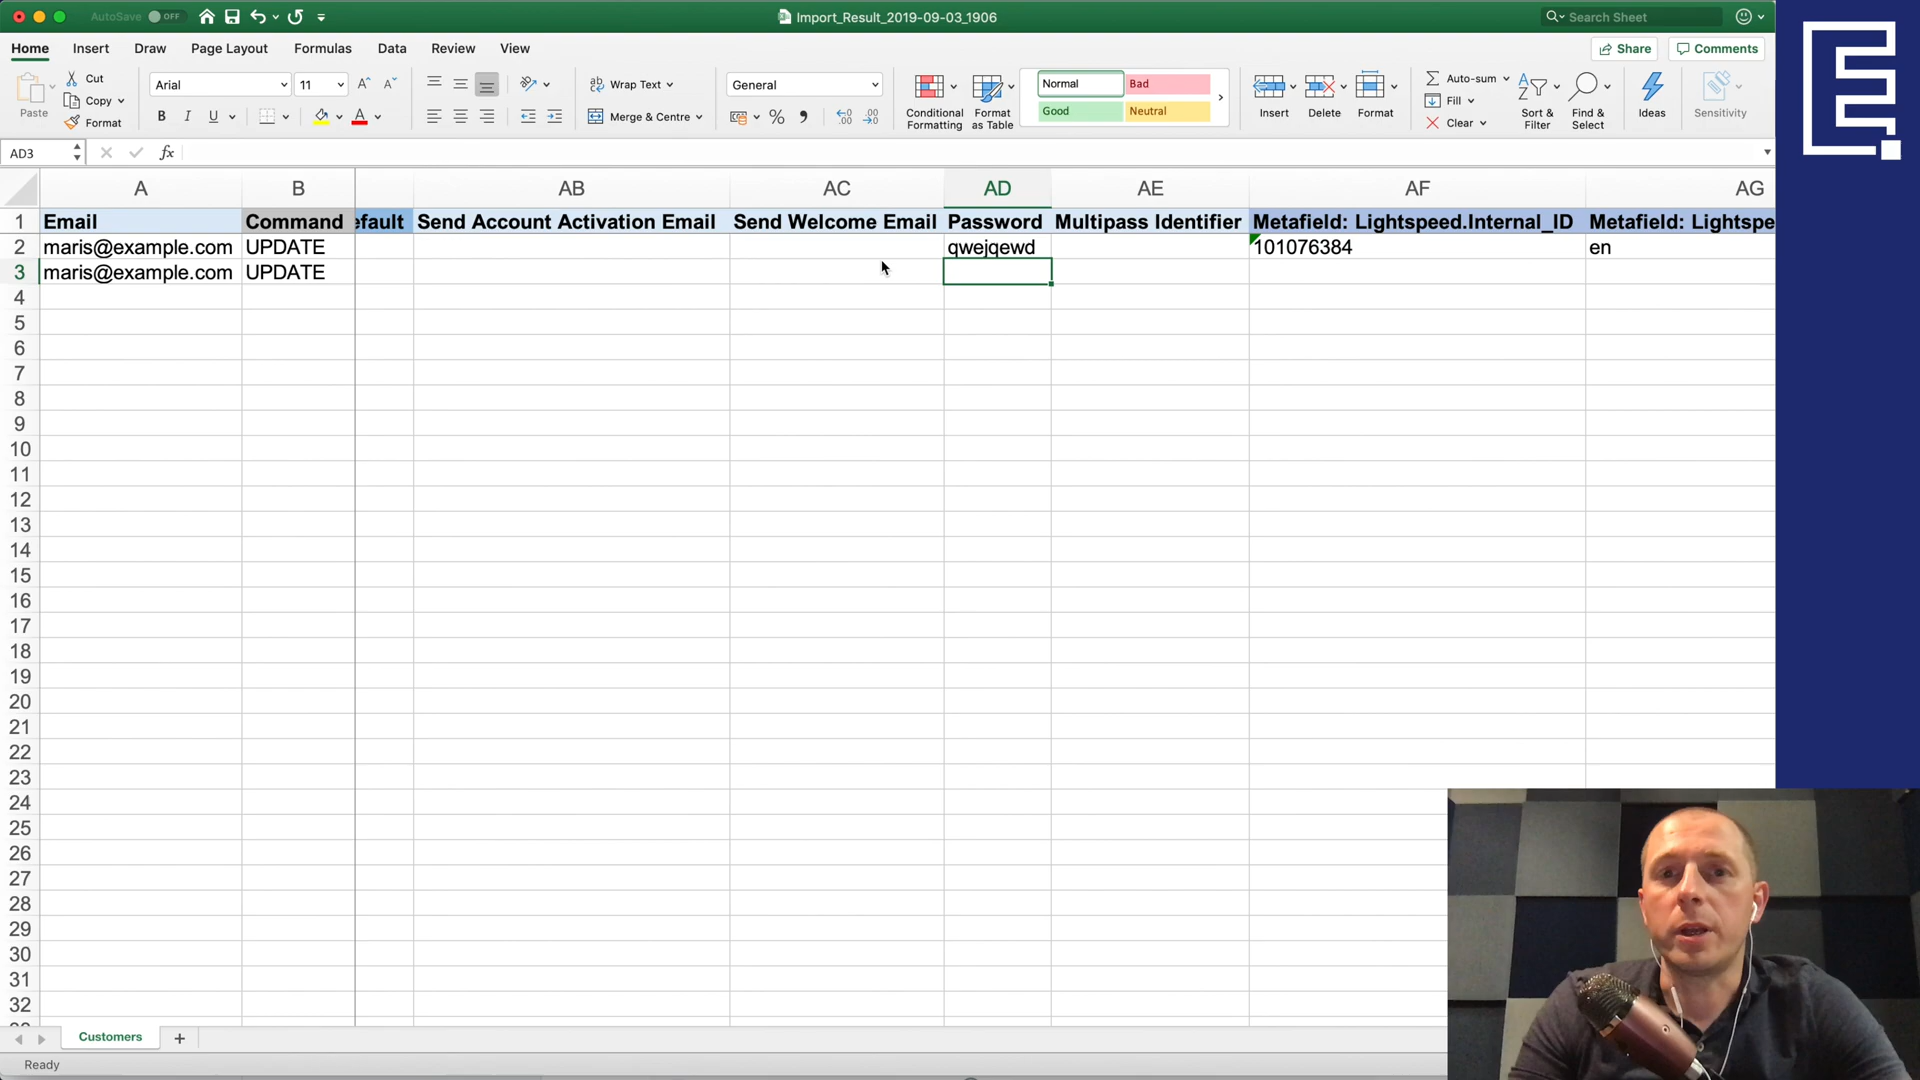 AutoSave OFF
Import_Result_2019-09-03_1906
Search Sheet
Home Insert Draw Page Layout Formulas Data Review View
Share Comments
Paste
Cut
Copy
Format
Arial 11
B I U A
Wrap Text
Merge & Centre
General
Conditional Formatting
Format as Table
Normal Bad
Good Neutral
Insert Delete Format
Auto-sum
Fill
Clear
Sort & Filter
Find & Select
Ideas
Sensitivity
AD3 fx
A B AB AC AD AE AF AG
1 Email Command efault Send Account Activation Email Send Welcome Email Password Multipass Identifier Metafield: Lightspeed.Internal_ID Metafield: Lightspe
2 maris@example.com UPDATE qwejqewd 101076384 en
3 maris@example.com UPDATE
4
5
6
7
8
9
10
11
12
13
14
15
16
17
18
19
20
21
22
23
24
25
26
27
28
29
30
31
32
Customers
Ready